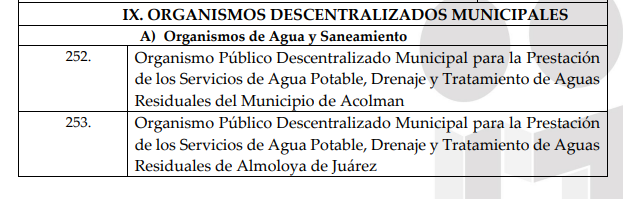 IX. ORGANISMOS DESCENTRALIZADOS MUNICIPALES
A) Organismos de Agua y Saneamiento
252.
Organismo Público Descentralizado Municipal para la Prestación
de los Servicios de Agua Potable, Drenaje y Tratamiento de Aguas
Residuales del Municipio de Acolman
253.
Organismo Público Descentralizado Municipal para la Prestación
de los Servicios de Agua Potable, Drenaje y Tratamiento de Aguas
Residuales de Almoloya de Juárez